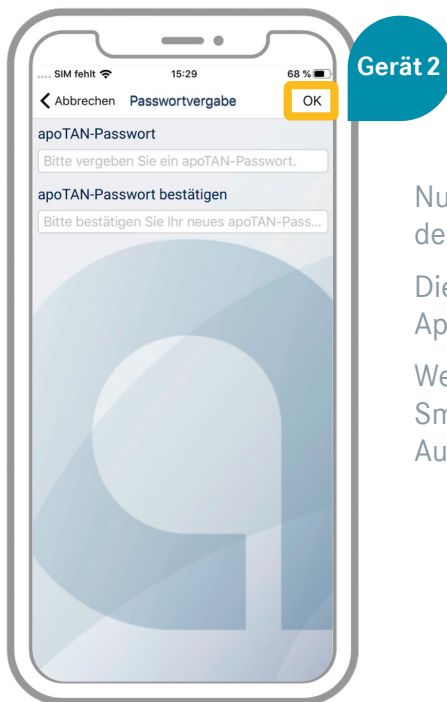 SIM fehlt 15:29 68 %
Abbrechen Passwortvergabe OK
Gerät 2
apoTAN-Passwort
Bitte vergeben Sie ein apoTAN-Passwort.
apoTAN-Passwort bestätigen
Bitte bestätigen Sie Ihr neues apoTAN-Pass...